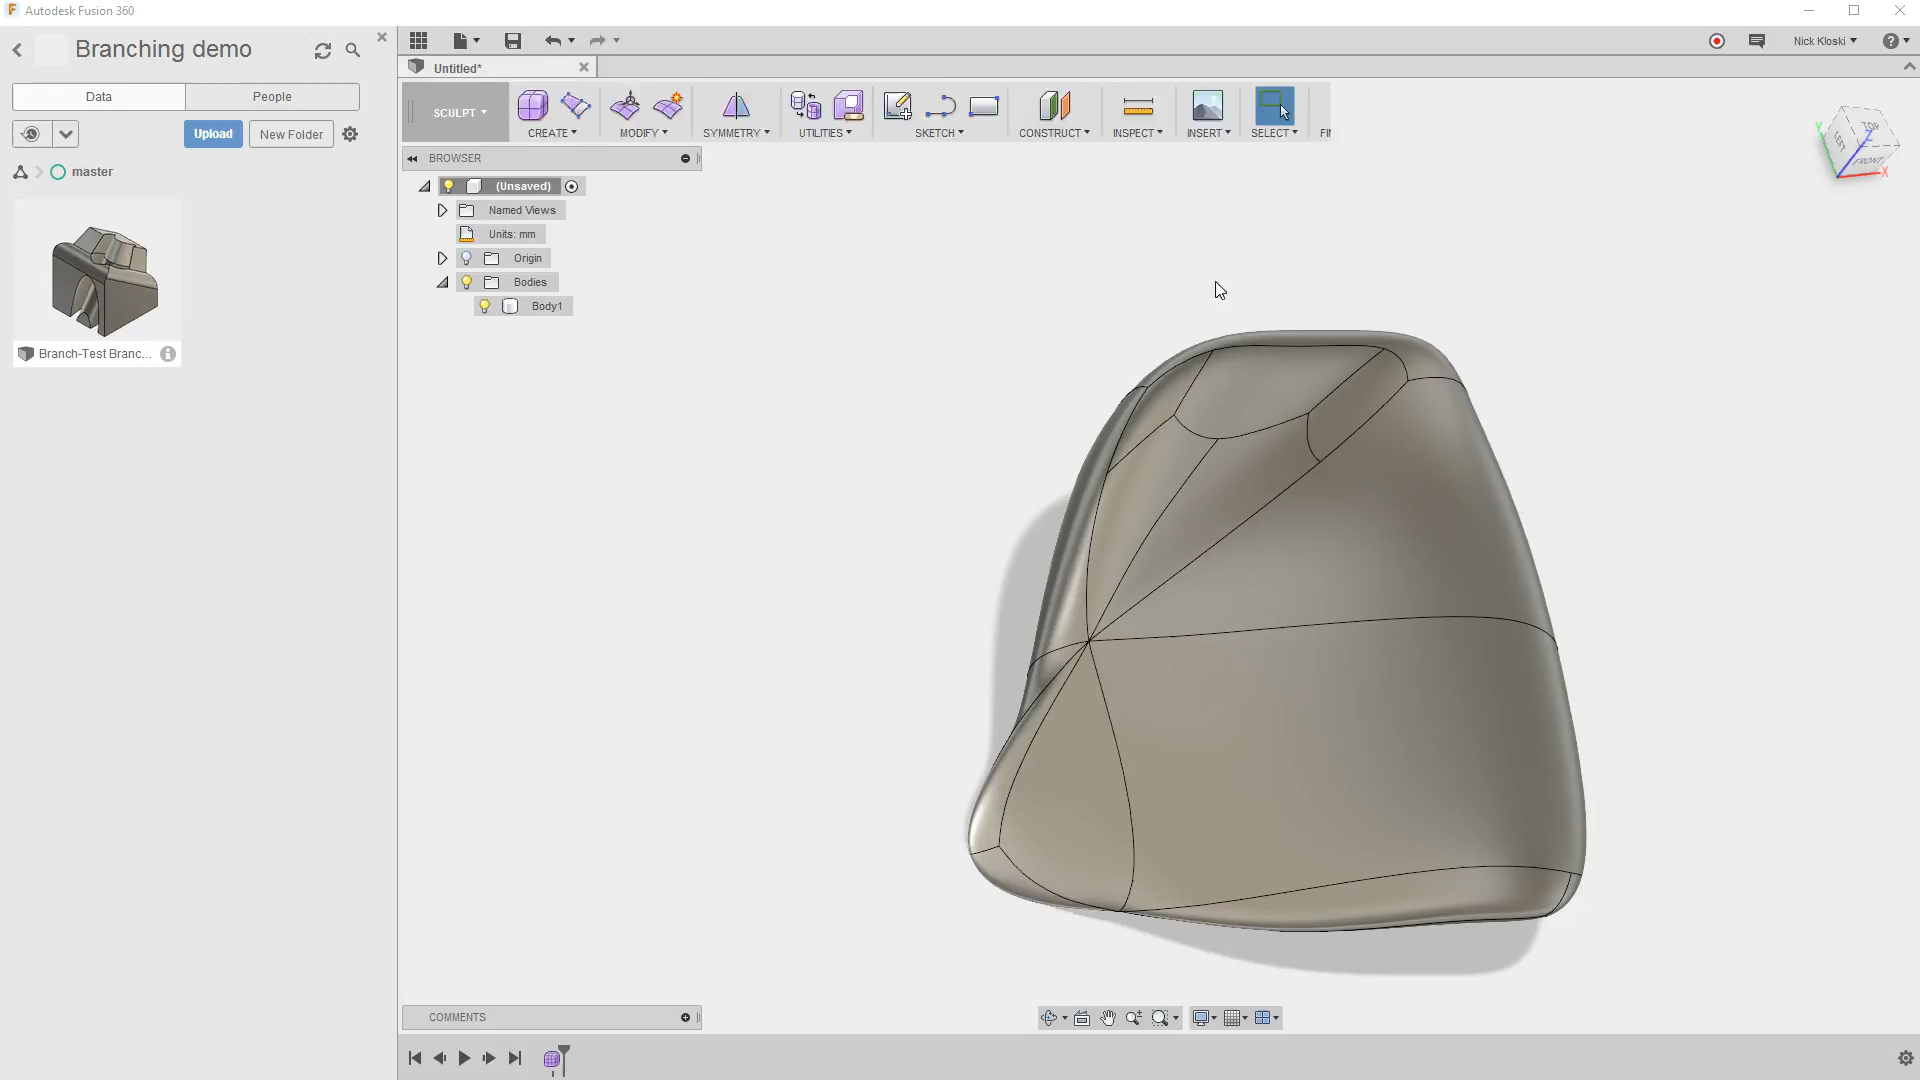 Autodesk Fusion 360
Branching demo
Data
People
Upload
New Folder
master
Branch-Test Branc...
Nick Kloski
Untitled*
SCULPT
CREATE
MODIFY
SYMMETRY
UTILITIES
SKETCH
CONSTRUCT
INSPECT
INSERT
SELECT
FIN
BROWSER
(Unsaved)
Named Views
Units: mm
Origin
Bodies
Body1
TOP
LEFT
FRONT
X
Y
Z
COMMENTS